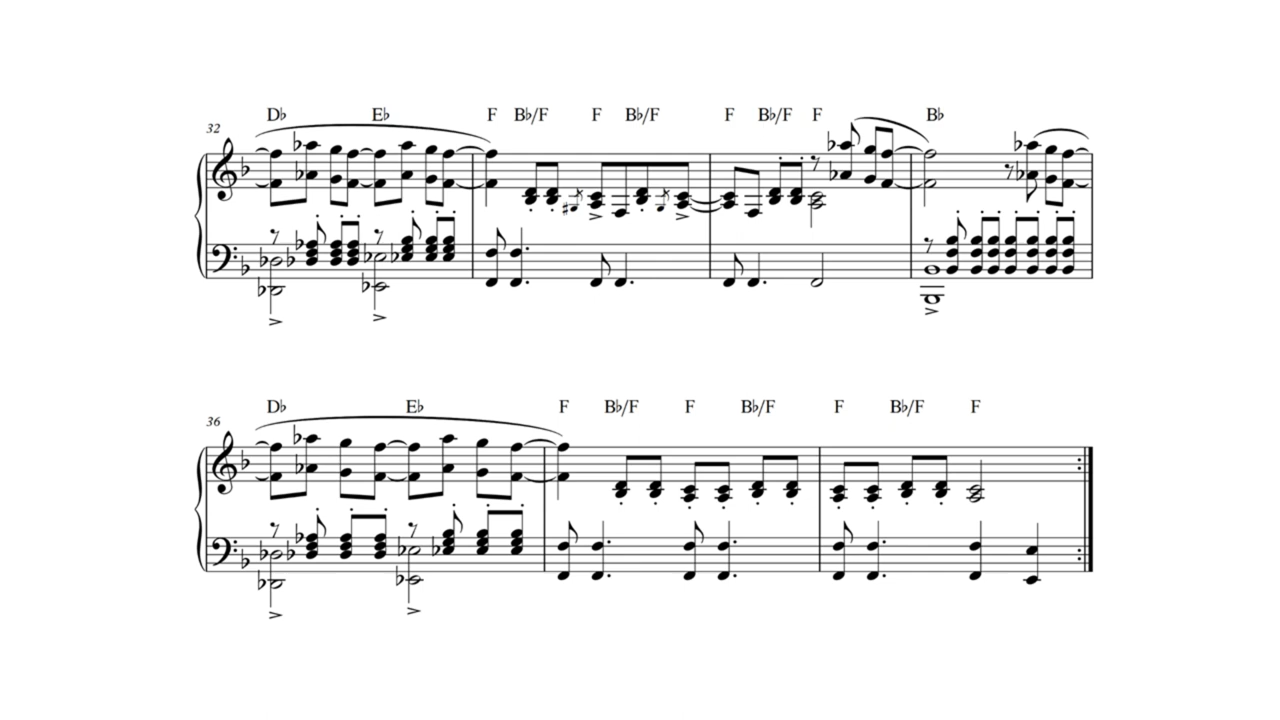 D♭ E♭ F B♭/F F B♭/F F B♭/F F B♭
32
D♭ E♭ F B♭/F F B♭/F F B♭/F F
36